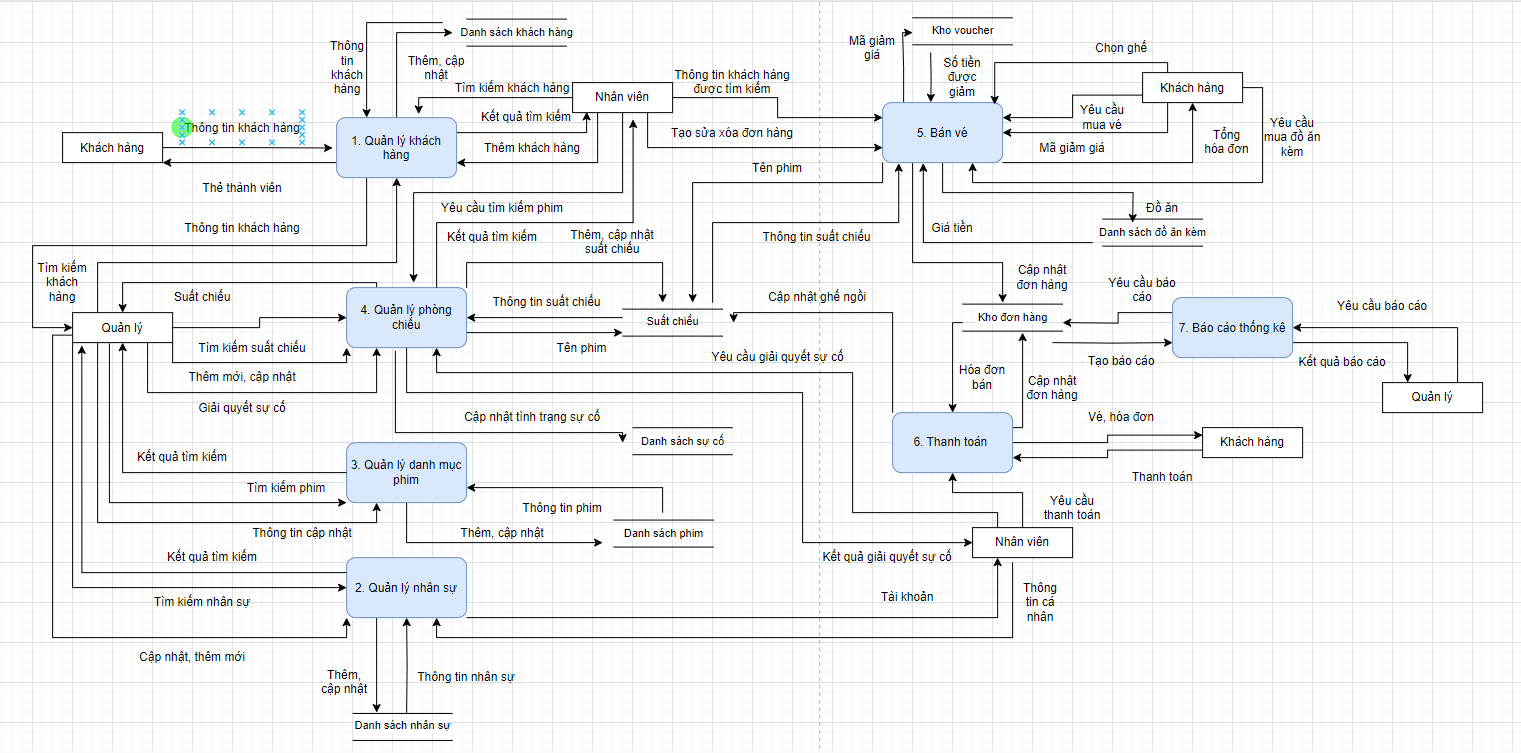 Thông
tin
khách
hàng
Danh sách khách hàng
Thêm, cập
nhật
Tìm kiếm khách hàng
Nhân viên
Thông tin khách hàng
được tìm kiếm
Mã giảm
giá
Kho voucher
Số tiền
được
giảm
Chọn ghế
Khách hàng
Yêu cầu
mua vé
Mã giảm giá
Tổng
hóa đơn
Yêu cầu
mua đồ ăn
kèm
Khách hàng
Thông tin khách hàng
1. Quản lý khách
hàng
Kết quả tìm kiếm
Thêm khách hàng
Tạo sửa xóa đơn hàng
5. Bán vé
Thẻ thành viên
Tên phim
Thông tin khách hàng
Yêu cầu tìm kiếm phim
Kết quả tìm kiếm
Thêm, cập nhật
suất chiếu
Thông tin suất chiếu
Giá tiền
Đồ ăn
Danh sách đồ ăn kèm
Tìm kiếm
khách
hàng
Suất chiếu
4. Quản lý phòng
chiếu
Thông tin suất chiếu
Suất chiếu
Cập nhật ghế ngồi
Cập nhật
đơn hàng
Kho đơn hàng
Yêu cầu báo
cáo
7. Báo cáo thống kê
Yêu cầu báo cáo
Quản lý
Tìm kiếm suất chiếu
Tên phim
Yêu cầu giải quyết sự cố
Tạo báo cáo
Kết quả báo cáo
Thêm mới, cập nhật
Hóa đơn
bán
Cập nhật
đơn hàng
Quản lý
Giải quyết sự cố
Cập nhật tình trạng sự cố
Danh sách sự cố
6. Thanh toán
Vé, hóa đơn
Khách hàng
Kết quả tìm kiếm
3. Quản lý danh mục
phim
Thanh toán
Tìm kiếm phim
Thông tin phim
Yêu cầu
thanh toán
Thông tin cập nhật
Thêm, cập nhật
Danh sách phim
Nhân viên
Kết quả tìm kiếm
Kết quả giải quyết sự cố
2. Quản lý nhân sự
Tìm kiếm nhân sự
Tài khoản
Thông
tin cá
nhân
Cập nhật, thêm mới
Thêm,
cập nhật
Thông tin nhân sự
Danh sách nhân sự